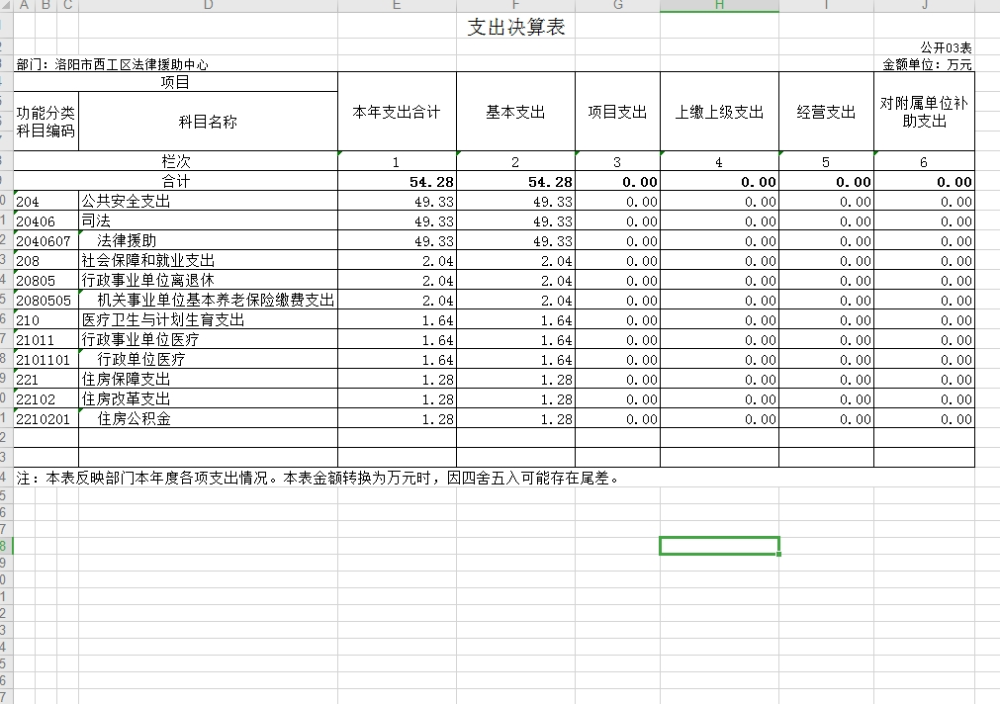 A B C D E F G H I J
支出决算表
公开03表
部门：洛阳市西工区法律援助中心 金额单位：万元
项目 本年支出合计 基本支出 项目支出 上缴上级支出 经营支出 对附属单位补助支出
功能分类科目编码 科目名称
栏次 1 2 3 4 5 6
合计 54.28 54.28 0.00 0.00 0.00 0.00
204 公共安全支出 49.33 49.33 0.00 0.00 0.00 0.00
20406 司法 49.33 49.33 0.00 0.00 0.00 0.00
2040607 法律援助 49.33 49.33 0.00 0.00 0.00 0.00
208 社会保障和就业支出 2.04 2.04 0.00 0.00 0.00 0.00
20805 行政事业单位离退休 2.04 2.04 0.00 0.00 0.00 0.00
2080505 机关事业单位基本养老保险缴费支出 2.04 2.04 0.00 0.00 0.00 0.00
210 医疗卫生与计划生育支出 1.64 1.64 0.00 0.00 0.00 0.00
21011 行政事业单位医疗 1.64 1.64 0.00 0.00 0.00 0.00
2101101 行政单位医疗 1.64 1.64 0.00 0.00 0.00 0.00
221 住房保障支出 1.28 1.28 0.00 0.00 0.00 0.00
22102 住房改革支出 1.28 1.28 0.00 0.00 0.00 0.00
2210201 住房公积金 1.28 1.28 0.00 0.00 0.00 0.00
注：本表反映部门本年度各项支出情况。本表金额转换为万元时，因四舍五入可能存在尾差。